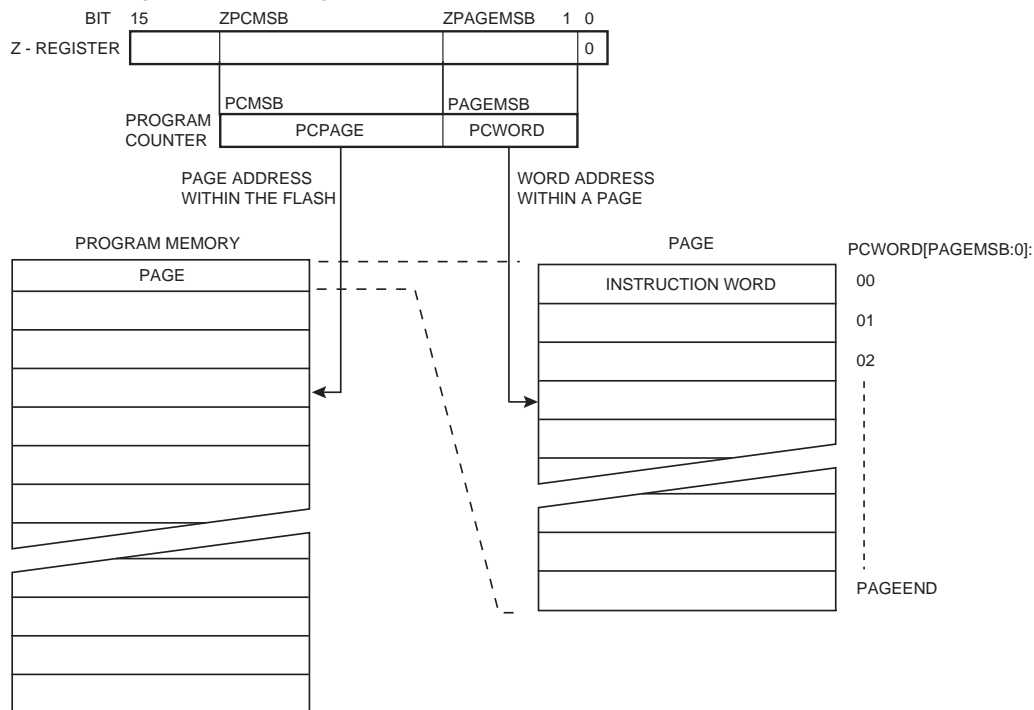 BIT 15 ZPCMSB ZPAGEMSB 1 0
Z - REGISTER 0
PCMSB PAGEMSB
PROGRAM
COUNTER
PCPAGE PCWORD
PAGE ADDRESS
WITHIN THE FLASH
WORD ADDRESS
WITHIN A PAGE
PROGRAM MEMORY
PAGE
PAGE
PCWORD[PAGEMSB:0]:
INSTRUCTION WORD
00
01
02
PAGEEND